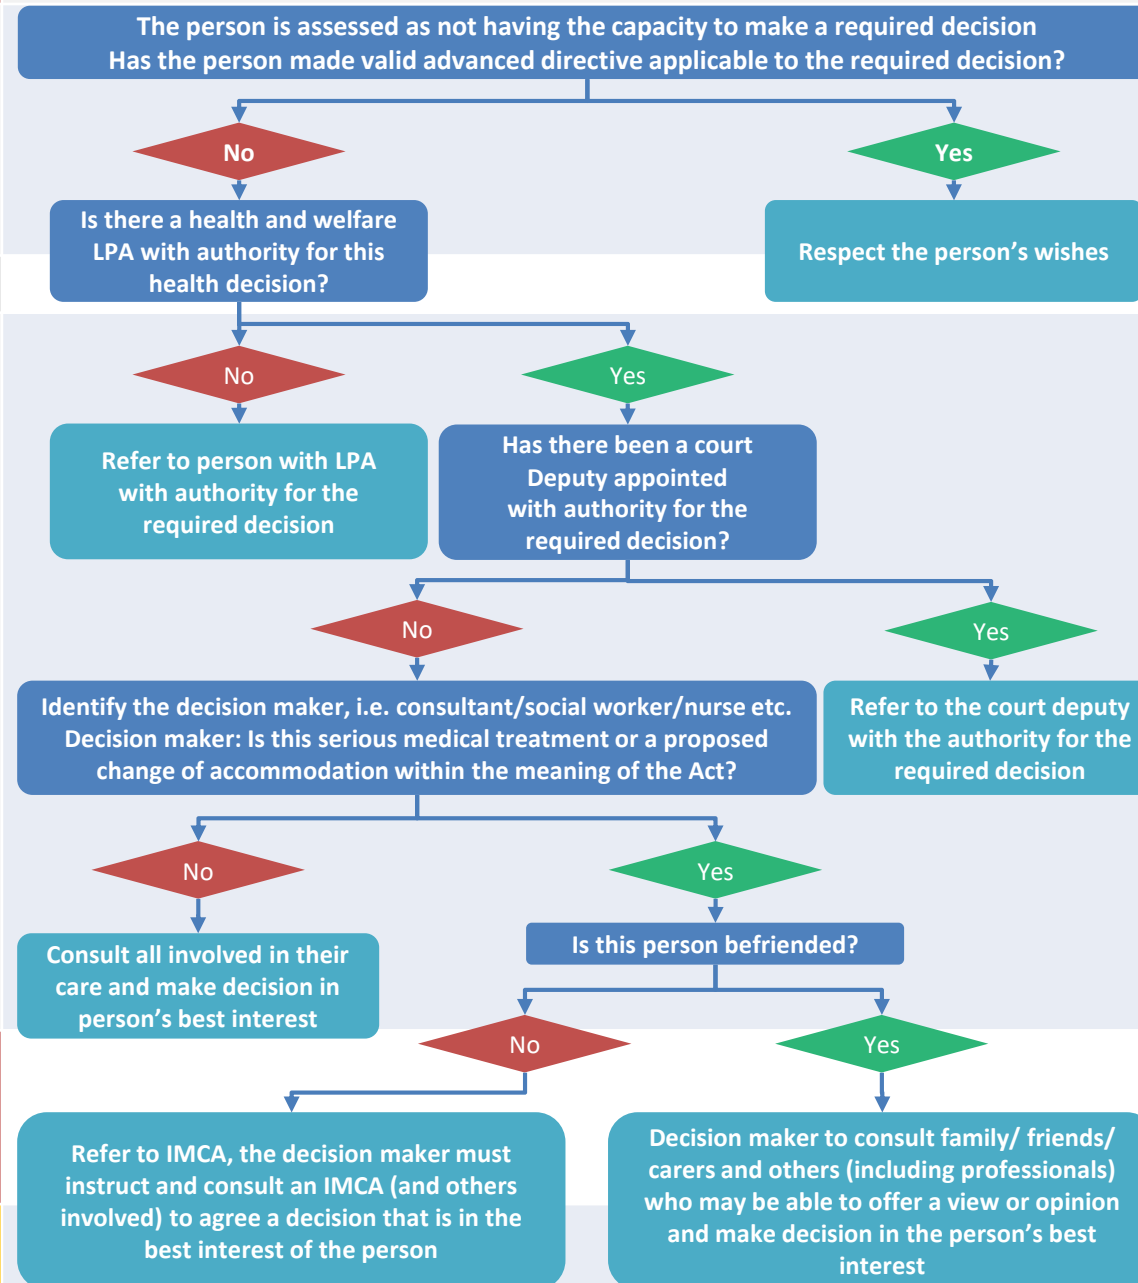 The person is assessed as not having the capacity to make a required decision
Has the person made valid advanced directive applicable to the required decision?
No
Yes
Is there a health and welfare
LPA with authority for this
health decision?
Respect the person's wishes
No
Yes
Refer to person with LPA
with authority for the
required decision
Has there been a court
Deputy appointed
with authority for the
required decision?
No
Yes
Identify the decision maker, i.e. consultant/social worker/nurse etc.
Decision maker: Is this serious medical treatment or a proposed
change of accommodation within the meaning of the Act?
Refer to the court deputy
with the authority for the
required decision
No
Yes
Consult all involved in their
care and make decision in
person's best interest
Is this person befriended?
No
Yes
Refer to IMCA, the decision maker must
instruct and consult an IMCA (and others
involved) to agree a decision that is in the
best interest of the person
Decision maker to consult family/ friends/
carers and others (including professionals)
who may be able to offer a view or opinion
and make decision in the person's best
interest